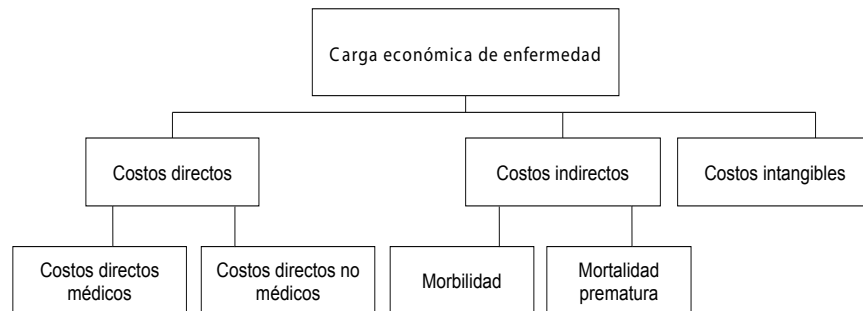 Carga económica de enfermedad
Costos directos
Costos indirectos
Costos intangibles
Costos directos
médicos
Costos directos no
médicos
Morbilidad
Mortalidad
prematura